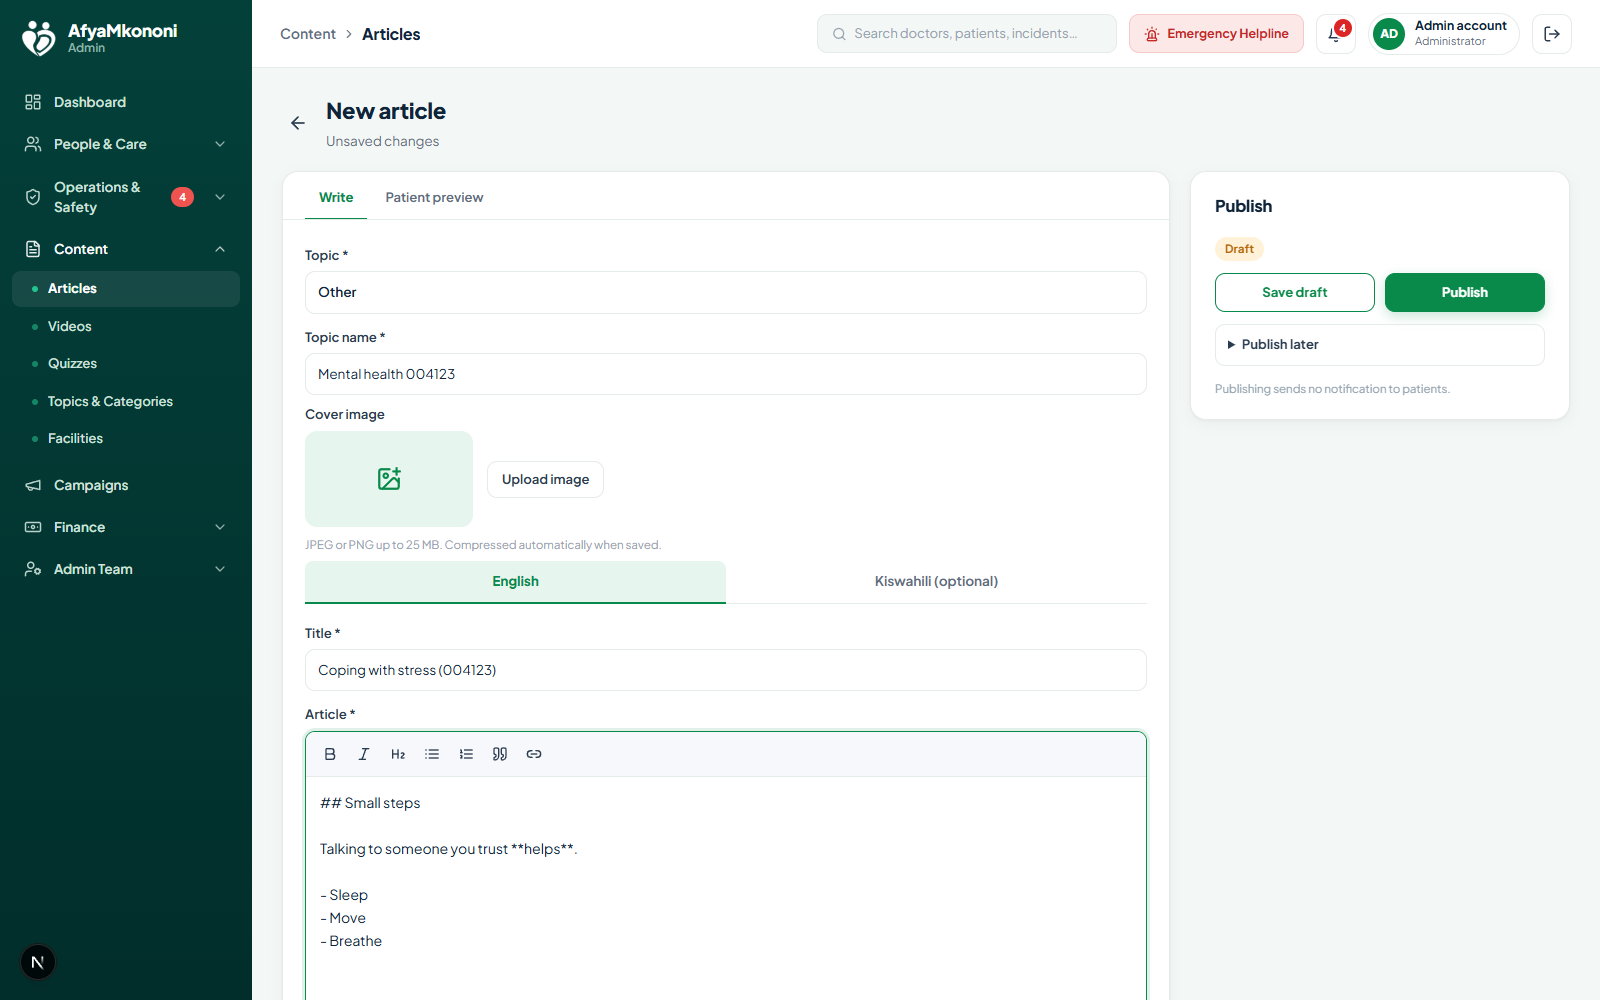 AfyaMkononi
Admin
Dashboard
People & Care
Operations &
Safety
4
Content
Articles
Videos
Quizzes
Topics & Categories
Facilities
Campaigns
Finance
Admin Team
N
Content > Articles
Search doctors, patients, incidents...
Emergency Helpline
4
AD
Admin account
Administrator
New article
Unsaved changes
Write
Patient preview
Topic *
Other
Topic name *
Mental health 004123
Cover image
Upload image
JPEG or PNG up to 25 MB. Compressed automatically when saved.
English
Kiswahili (optional)
Title *
Coping with stress (004123)
Article *
B I H2
## Small steps
Talking to someone you trust **helps**.
- Sleep
- Move
- Breathe
Publish
Draft
Save draft
Publish
Publish later
Publishing sends no notification to patients.